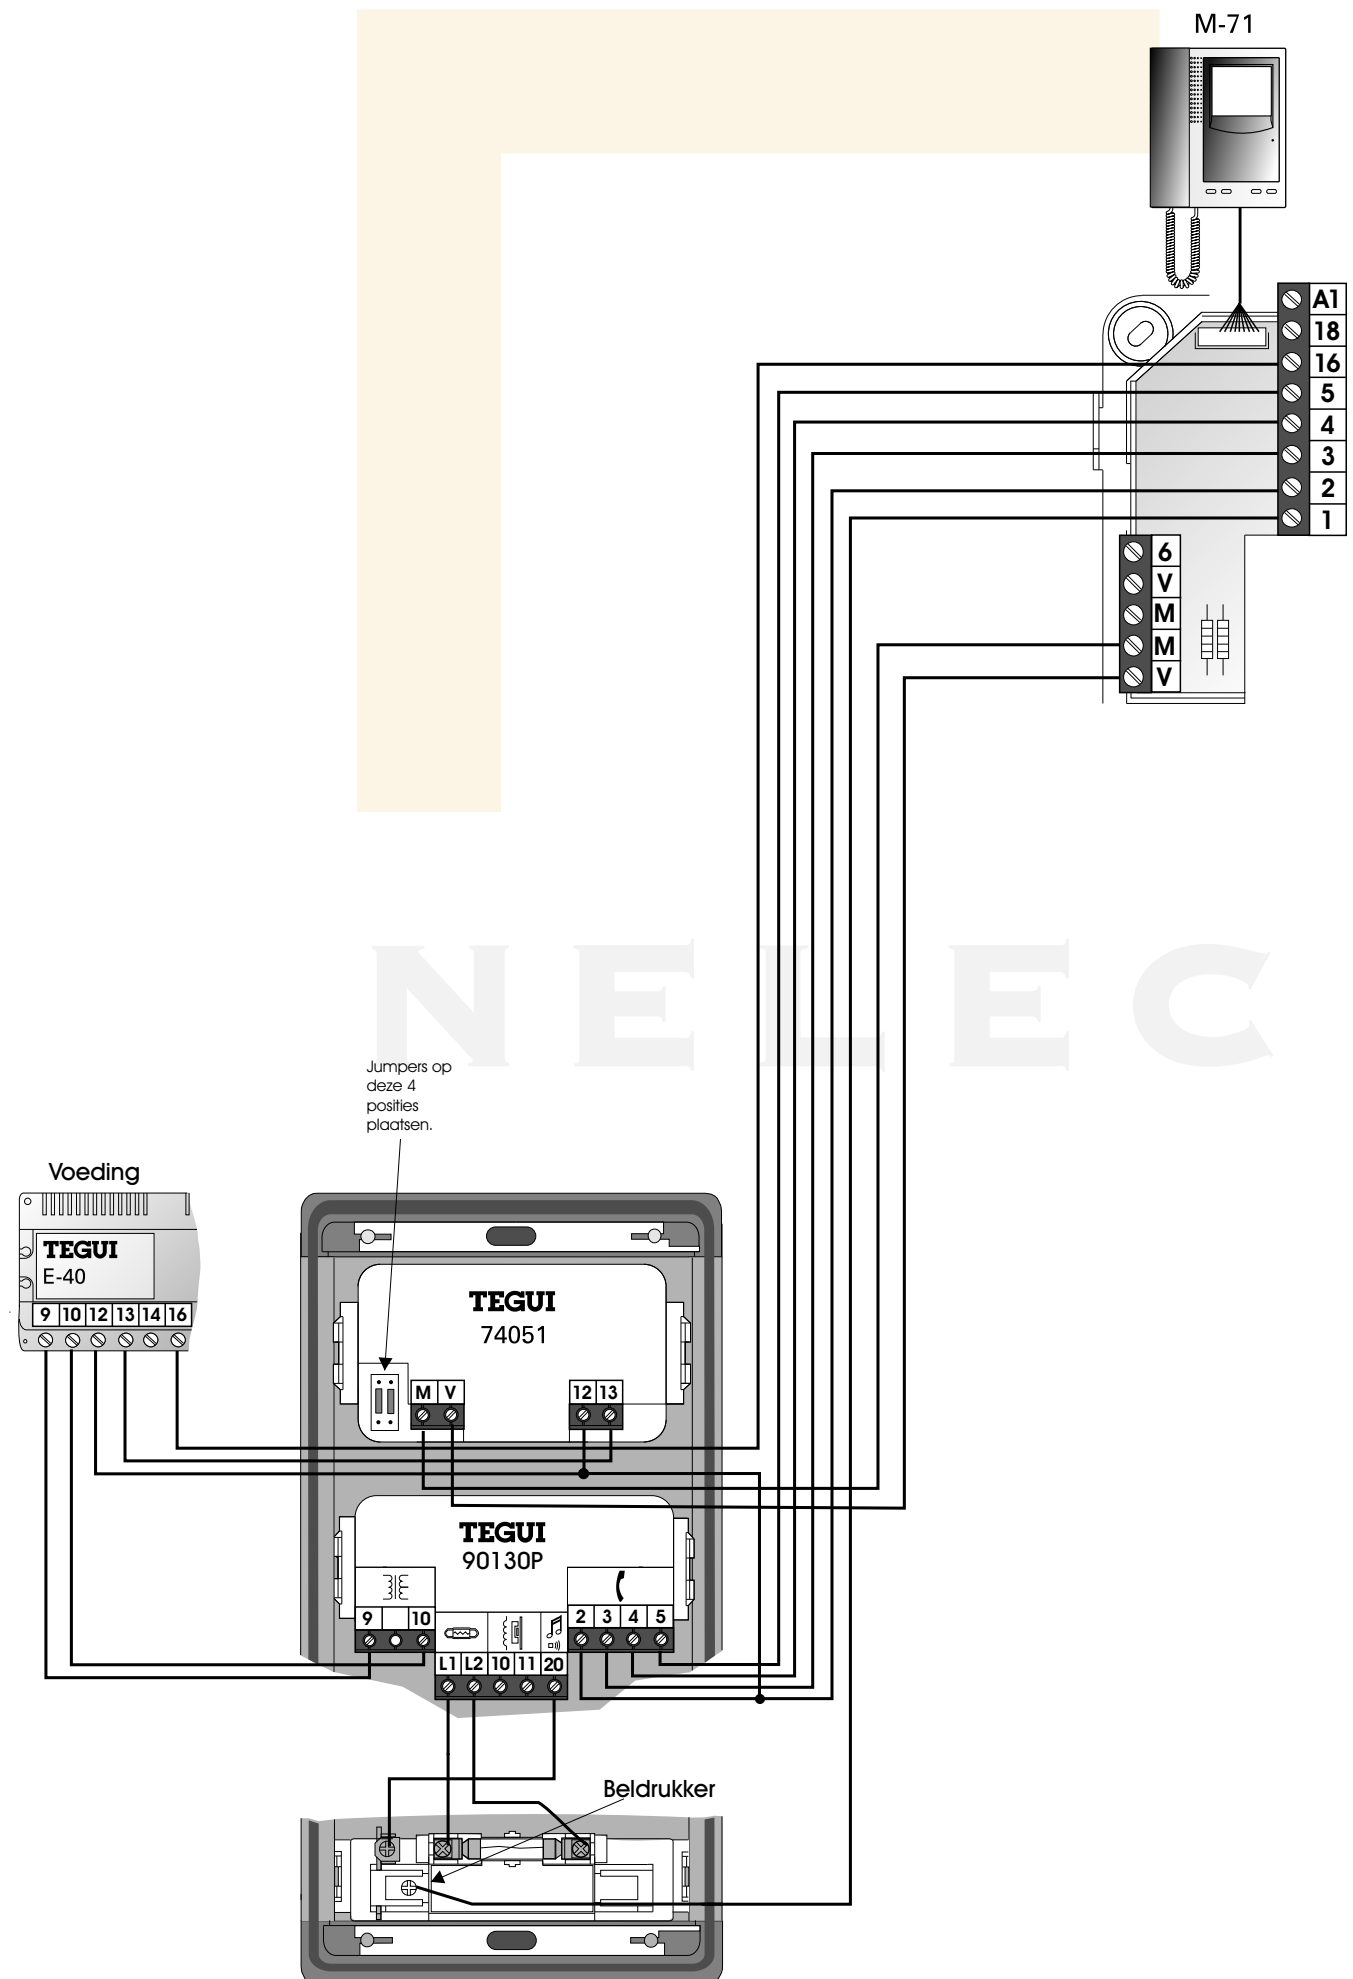 M-71
A1
18
16
5
4
3
2
1
6
V
M
M
V
NELEC
Jumpers op
deze 4
posities
plaatsen.
Voeding
TEGUI
E-40
9 10 12 13 14 16
TEGUI
74051
M V 12 13
TEGUI
90130P
9 10 2 3 4 5
L1 L2 10 11 20
Beldrukker